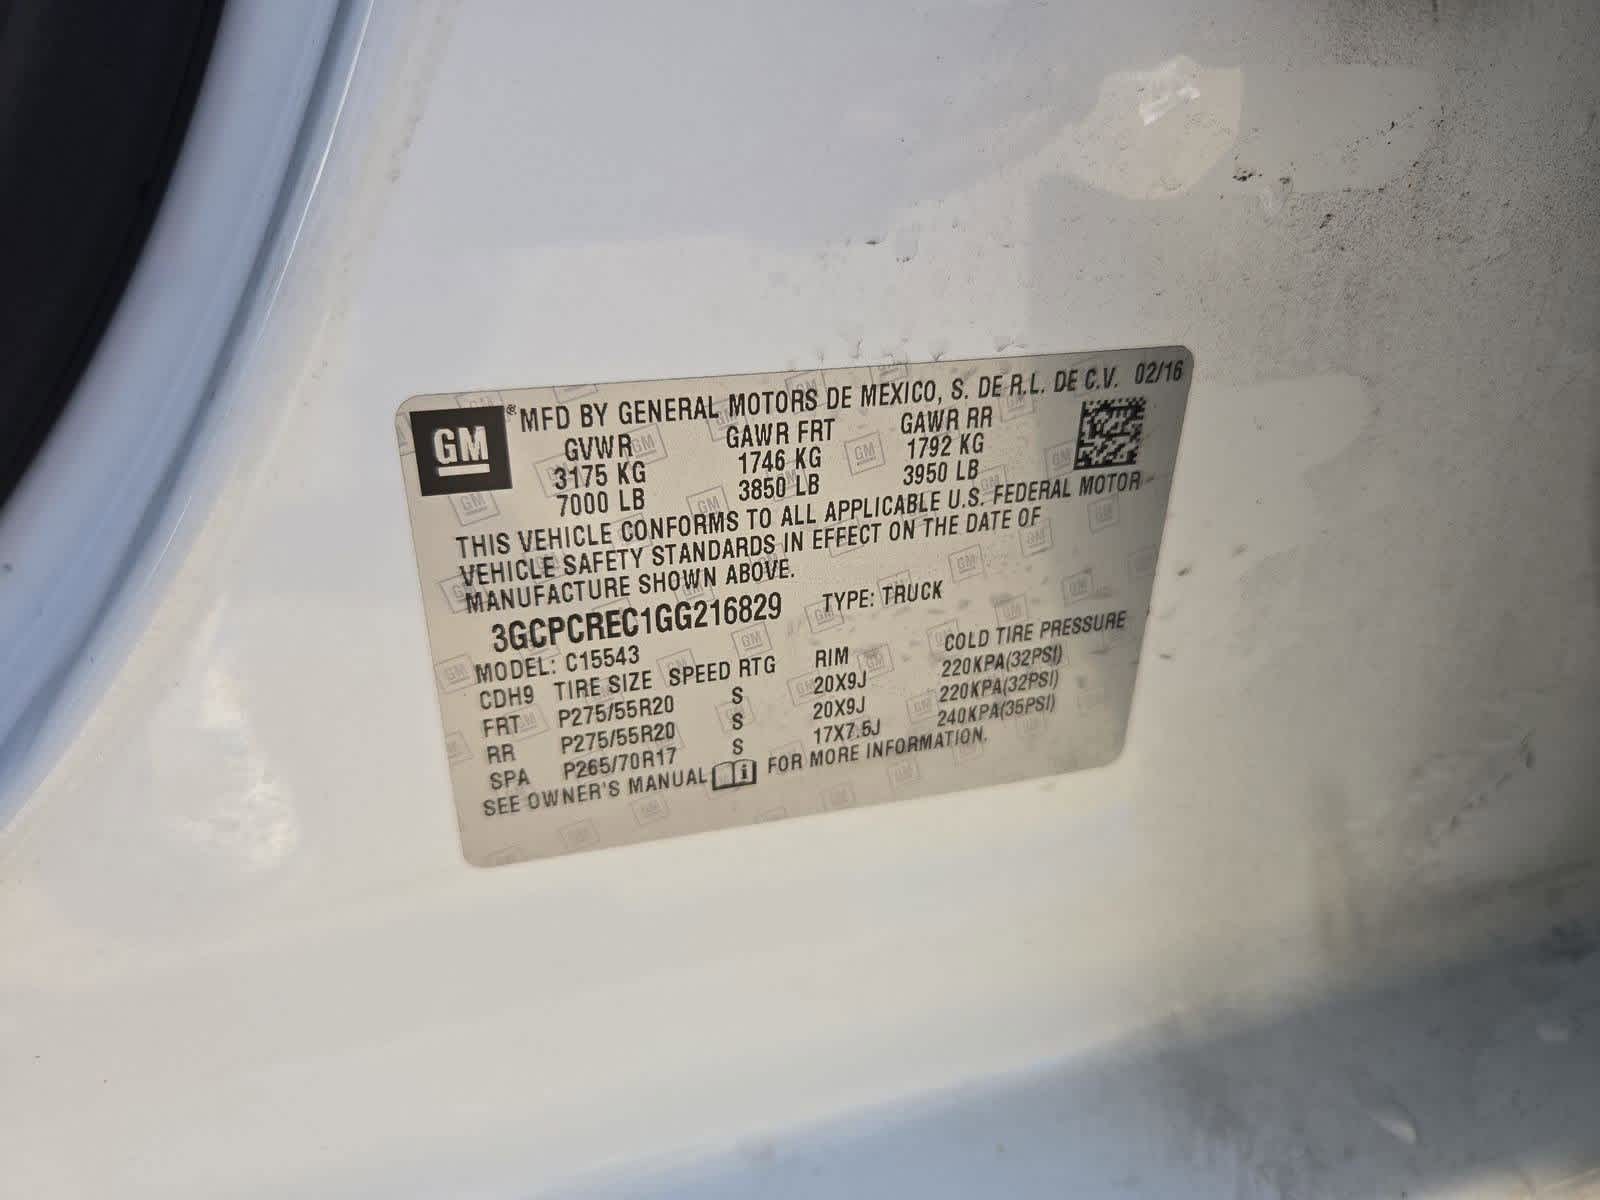 GM ® MFD BY GENERAL MOTORS DE MEXICO, S. DE R.L. DE C.V. 02/16
GVWR GAWR FRT GAWR RR
3175 KG 1746 KG 1792 KG
7000 LB 3850 LB 3950 LB
THIS VEHICLE CONFORMS TO ALL APPLICABLE U.S. FEDERAL MOTOR
VEHICLE SAFETY STANDARDS IN EFFECT ON THE DATE OF
MANUFACTURE SHOWN ABOVE.
3GCPCREC1GG216829 TYPE: TRUCK
MODEL: C15543
CDH9 TIRE SIZE SPEED RTG RIM COLD TIRE PRESSURE
FRT P275/55R20 S 20X9J 220KPA(32PSI)
RR P275/55R20 S 20X9J 220KPA(32PSI)
SPA P265/70R17 S 17X7.5J 240KPA(35PSI)
SEE OWNER'S MANUAL FOR MORE INFORMATION.